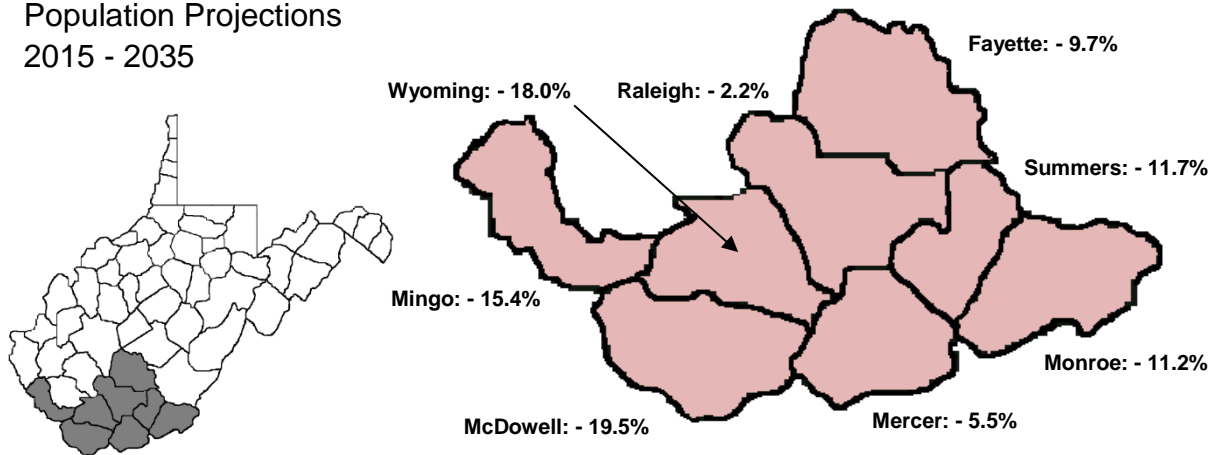 Population Projections
2015 - 2035
Fayette: - 9.7%
Wyoming: - 18.0%
Raleigh: - 2.2%
Summers: - 11.7%
Mingo: - 15.4%
Monroe: - 11.2%
McDowell: - 19.5%
Mercer: - 5.5%